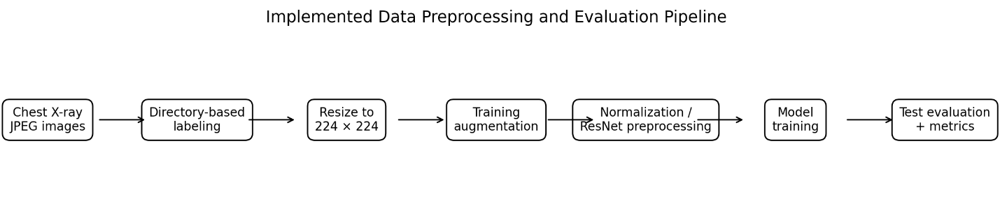 Implemented Data Preprocessing and Evaluation Pipeline
Chest X-ray
JPEG images
Directory-based
labeling
Resize to
224 × 224
Training
augmentation
Normalization /
ResNet preprocessing
Model
training
Test evaluation
+ metrics